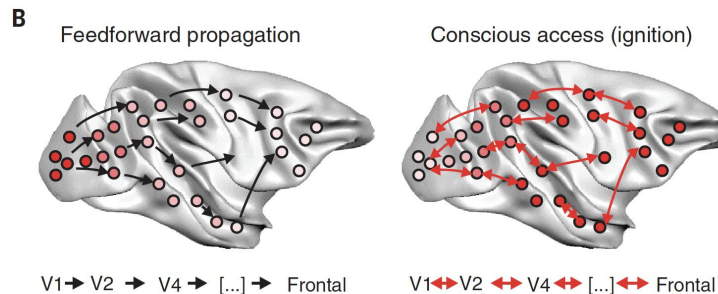 B
Feedforward propagation
Conscious access (ignition)
V1 → V2 → V4 → [...] → Frontal
V1 ↔ V2 ↔ V4 ↔ [...] ↔ Frontal